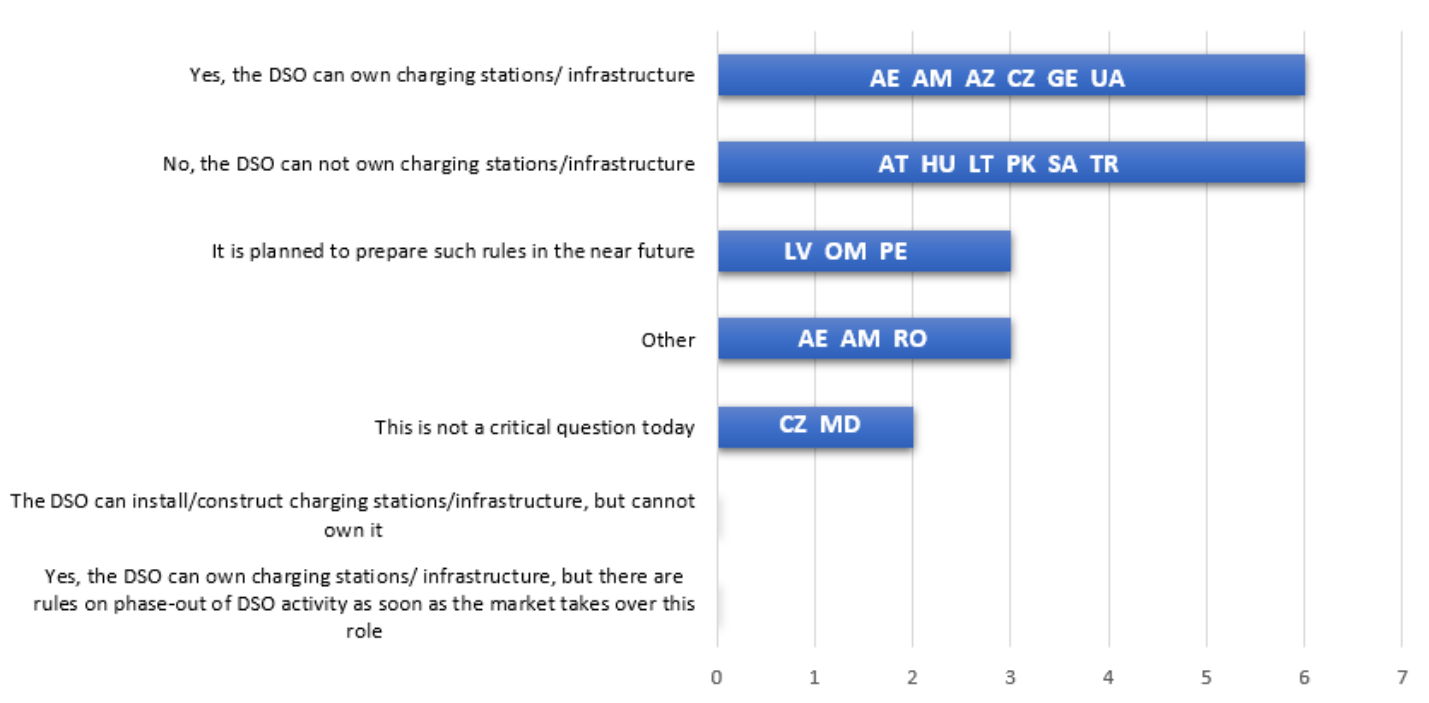 Yes, the DSO can own charging stations/ infrastructure
AE AM AZ CZ GE UA
No, the DSO can not own charging stations/infrastructure
AT HU LT PK SA TR
It is planned to prepare such rules in the near future
LV OM PE
Other
AE AM RO
This is not a critical question today
CZ MD
The DSO can install/construct charging stations/infrastructure, but cannot
own it
Yes, the DSO can own charging stations/ infrastructure, but there are
rules on phase-out of DSO activity as soon as the market takes over this
role
0 1 2 3 4 5 6 7